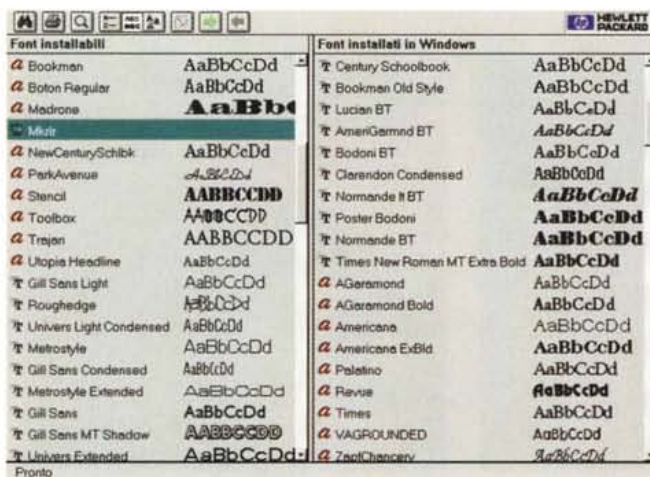 HEWLETT
PACKARD
Font installabili
Bookman AaBbCcDd
Boton Regular AaBbCcDd
Madrone AaBb
Mkrlr
NewCenturySchlbk AaBbCcDd
ParkAvenue AaBbCcDd
Stencil AABBCCDD
Toolbox AABBCCDD
Trajan AABBCCDD
Utopia Headline AaBbCcDd
Gill Sans Light AaBbCcDd
Roughedge AaBbCcDd
Univers Light Condensed AaBbCcDd
Metrostyle AaBbCcDd
Gill Sans Condensed AaBbCcDd
Metrostyle Extended AaBbCcDd
Gill Sans AaBbCcDd
Gill Sans MT Shadow AABBCCDD
Univers Extended AaBbCcDd
Font installati in Windows
Century Schoolbook AaBbCcDd
Bookman Old Style AaBbCcDd
Lucian BT AaBbCcDd
AmeriGarmnd BT AaBbCcDd
Bodoni BT AaBbCcDd
Clarendon Condensed AaBbCcDd
Normande It BT AaBbCcDd
Poster Bodoni AaBbCcDd
Normande BT AaBbCcDd
Times New Roman MT Extra Bold AaBbCcDd
AGaramond AaBbCcDd
AGaramond Bold AaBbCcDd
Americana AaBbCcDd
Americana ExBld AaBbCcDd
Palatino AaBbCcDd
Revue AaBbCcDd
Times AaBbCcDd
VAGROUNDED AaBbCcDd
ZapfChancery AaBbCcDd
Pronto